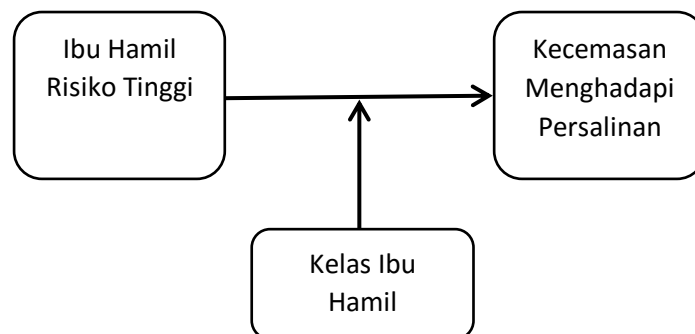 Ibu Hamil
Risiko Tinggi
Kecemasan
Menghadapi
Persalinan
Kelas Ibu
Hamil